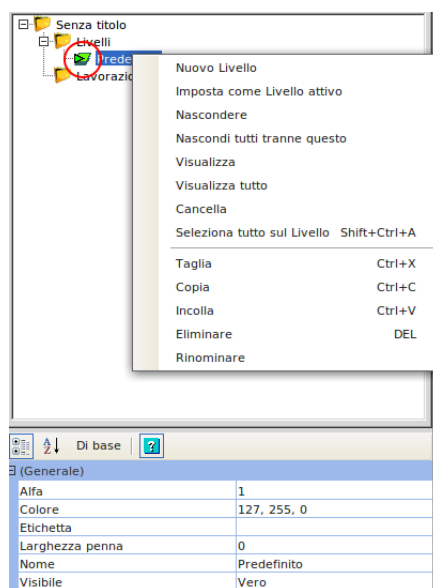 Senza titolo
Livelli
Nuovo Livello
Imposta come Livello attivo
Nascondere
Nascondi tutti tranne questo
Visualizza
Visualizza tutto
Cancella
Seleziona tutto sul Livello Shift+Ctrl+A
Taglia Ctrl+X
Copia Ctrl+C
Incolla Ctrl+V
Eliminare DEL
Rinominare
Di base
(Generale)
Alfa 1
Colore 127, 255, 0
Etichetta
Larghezza penna 0
Nome Predefinito
Visibile Vero